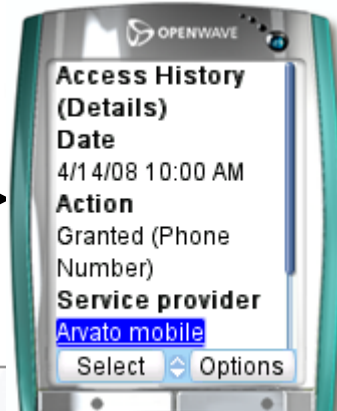 OPENWAVE
Access History
(Details)
Date
4/14/08 10:00 AM
Action
Granted (Phone
Number)
Service provider
Arvato mobile
Select Options